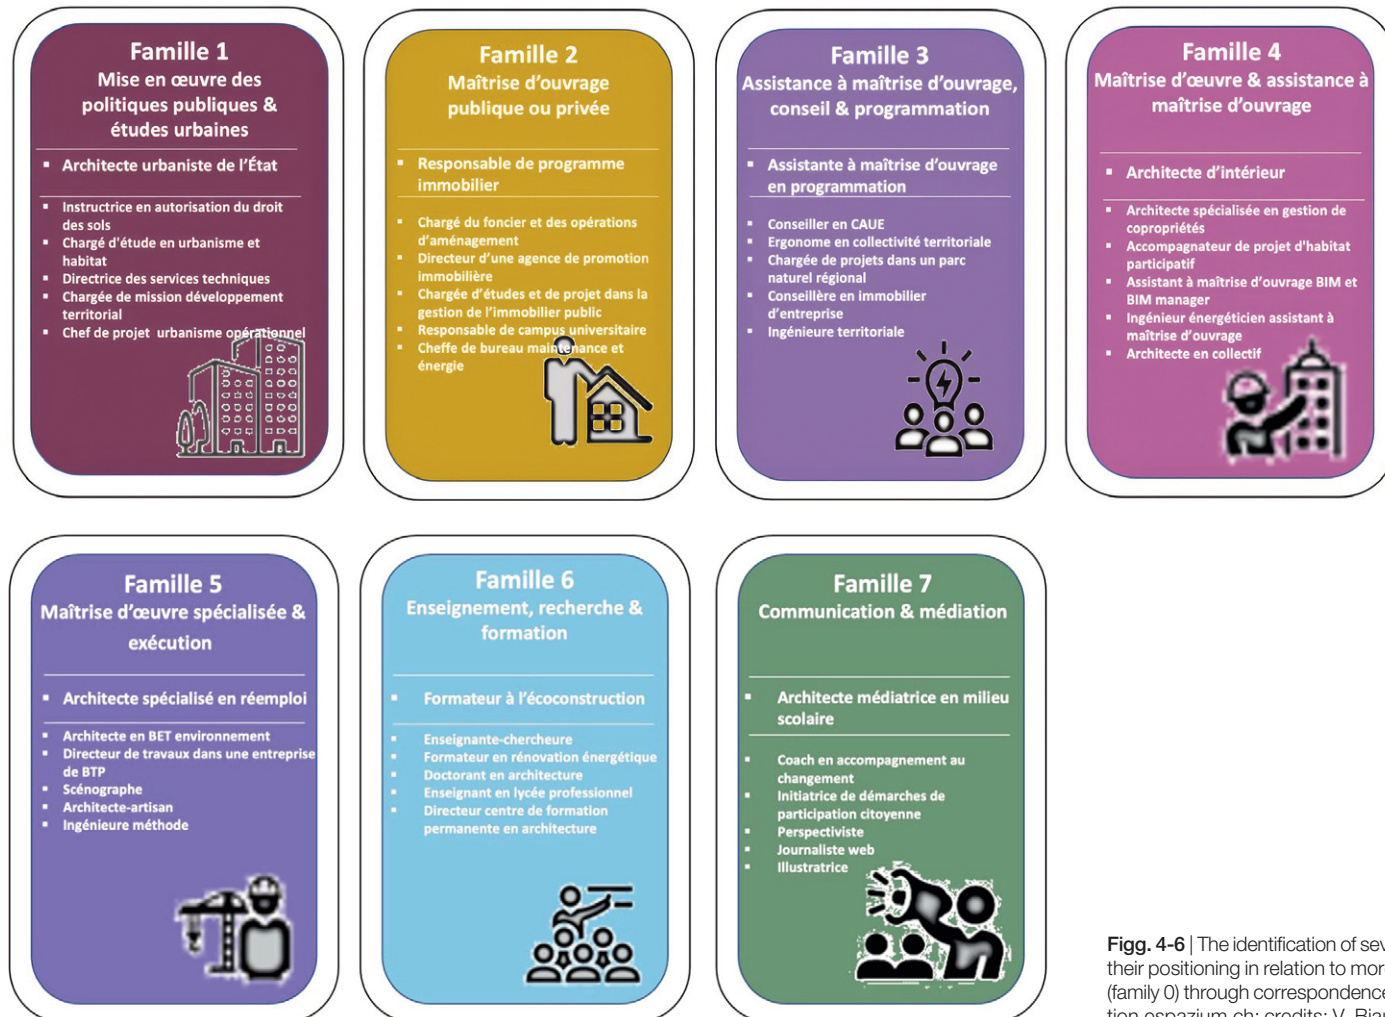 Famille 1
Mise en œuvre des
politiques publiques &
études urbaines
▪ Architecte urbaniste de l'État
▪ Instructrice en autorisation du droit
des sols
▪ Chargé d'étude en urbanisme et
habitat
▪ Directrice des services techniques
▪ Chargée de mission développement
territorial
▪ Chef de projet urbanisme opérationnel
Famille 2
Maîtrise d'ouvrage
publique ou privée
▪ Responsable de programme
immobilier
▪ Chargé du foncier et des opérations
d'aménagement
▪ Directeur d'une agence de promotion
immobilière
▪ Chargée d'études et de projet dans la
gestion de l'immobilier public
▪ Responsable de campus universitaire
▪ Cheffe de bureau maintenance et
énergie
Famille 3
Assistance à maîtrise d'ouvrage,
conseil & programmation
▪ Assistante à maîtrise d'ouvrage
en programmation
▪ Conseiller en CAUE
▪ Ergonome en collectivité territoriale
▪ Chargée de projets dans un parc
naturel régional
▪ Conseillère en immobilier
d'entreprise
▪ Ingénieure territoriale
Famille 4
Maîtrise d'œuvre & assistance à
maîtrise d'ouvrage
▪ Architecte d'intérieur
▪ Architecte spécialisée en gestion de
copropriétés
▪ Accompagnateur de projet d'habitat
participatif
▪ Assistant à maîtrise d'ouvrage BIM et
BIM manager
▪ Ingénieur énergéticien assistant à
maîtrise d'ouvrage
▪ Architecte en collectif
Famille 5
Maîtrise d'œuvre spécialisée &
exécution
▪ Architecte spécialisé en réemploi
▪ Architecte en BET environnement
▪ Directeur de travaux dans une entreprise
de BTP
▪ Scénographe
▪ Architecte-artisan
▪ Ingénieure méthode
Famille 6
Enseignement, recherche &
formation
▪ Formateur à l'écoconstruction
▪ Enseignante-chercheure
▪ Formateur en rénovation énergétique
▪ Doctorant en architecture
▪ Enseignant en lycée professionnel
▪ Directeur centre de formation
permanente en architecture
Famille 7
Communication & médiation
▪ Architecte médiatrice en milieu
scolaire
▪ Coach en accompagnement au
changement
▪ Initiatrice de démarches de
participation citoyenne
▪ Perspectiviste
▪ Journaliste web
▪ Illustratrice
Figg. 4-6 | The identification of sev
their positioning in relation to mor
(family 0) through correspondence
tion espazium.ch; credits: V. Bia